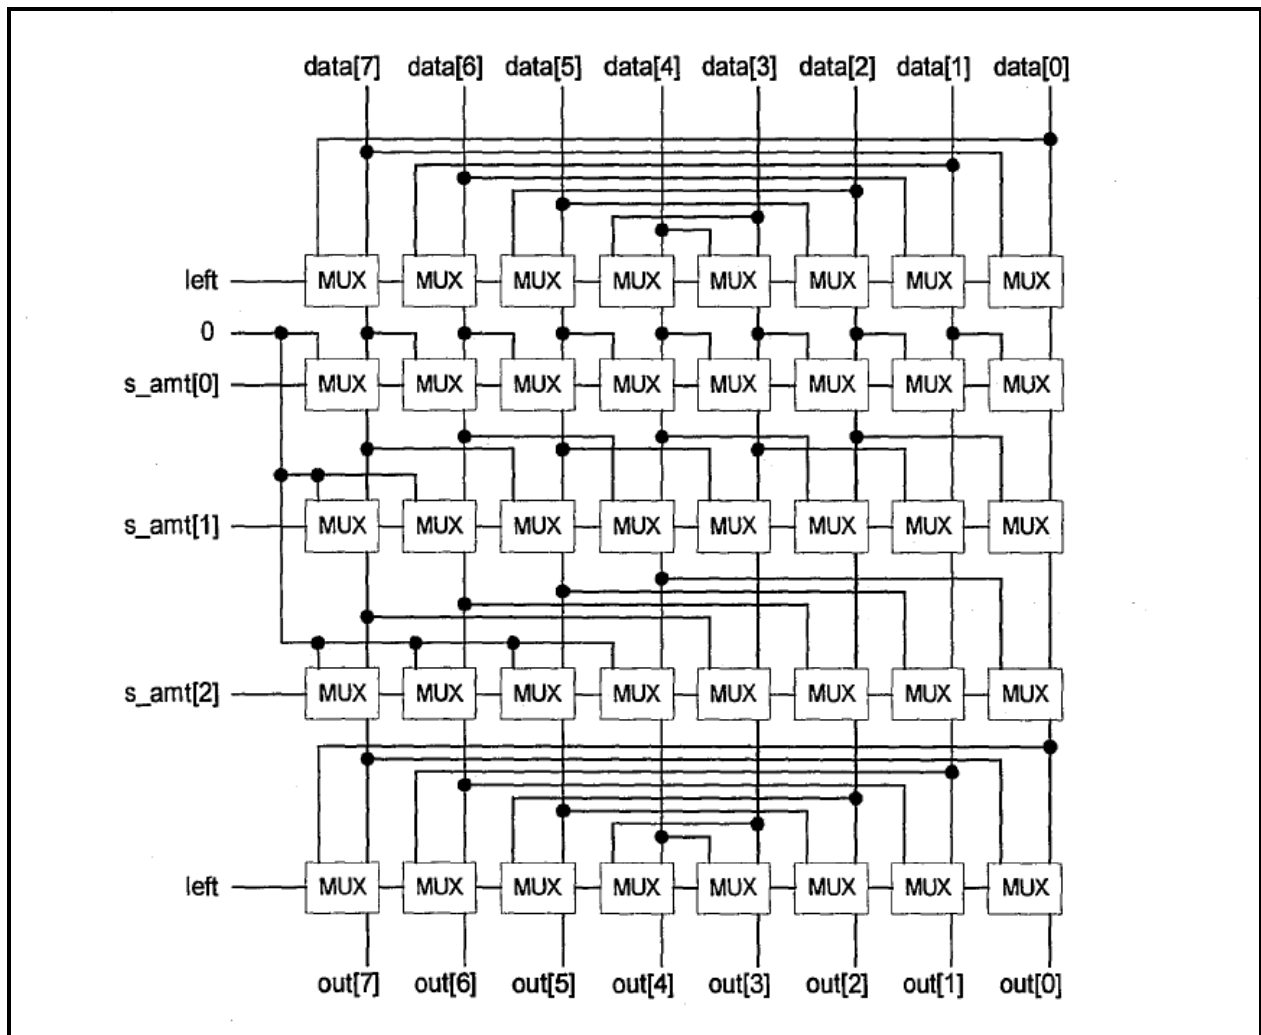 data[7] data[6] data[5] data[4] data[3] data[2] data[1] data[0]
left MUX MUX MUX MUX MUX MUX MUX MUX
0
s_amt[0] MUX MUX MUX MUX MUX MUX MUX MUX
s_amt[1] MUX MUX MUX MUX MUX MUX MUX MUX
s_amt[2] MUX MUX MUX MUX MUX MUX MUX MUX
left MUX MUX MUX MUX MUX MUX MUX MUX
out[7] out[6] out[5] out[4] out[3] out[2] out[1] out[0]